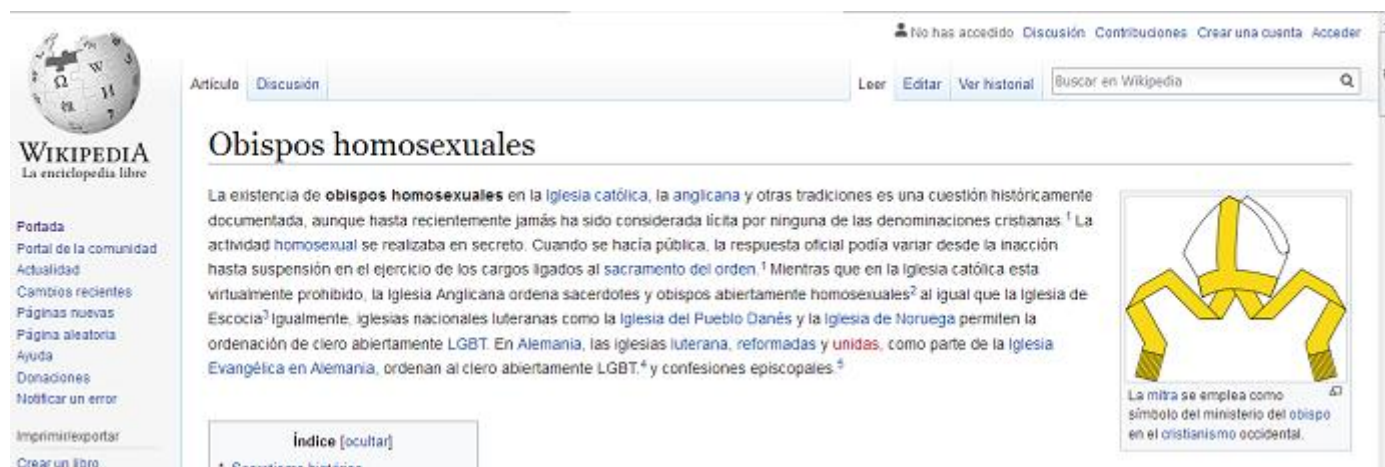 No has accedido Discusión Contribuciones Crear una cuenta Acceder
Artículo Discusión Leer Editar Ver historial Buscar en Wikipedia
WIKIPEDIA
La enciclopedia libre
Portada
Portal de la comunidad
Actualidad
Cambios recientes
Páginas nuevas
Página aleatoria
Ayuda
Donaciones
Notificar un error
Imprimir/exportar
Crear un libro
Obispos homosexuales
La existencia de obispos homosexuales en la Iglesia católica, la anglicana y otras tradiciones es una cuestión históricamente
documentada, aunque hasta recientemente jamás ha sido considerada lícita por ninguna de las denominaciones cristianas.1 La
actividad homosexual se realizaba en secreto. Cuando se hacía pública, la respuesta oficial podía variar desde la inacción
hasta suspensión en el ejercicio de los cargos ligados al sacramento del orden.1 Mientras que en la Iglesia católica esta
virtualmente prohibido, la Iglesia Anglicana ordena sacerdotes y obispos abiertamente homosexuales2 al igual que la Iglesia de
Escocia3 Igualmente, iglesias nacionales luteranas como la Iglesia del Pueblo Danés y la Iglesia de Noruega permiten la
ordenación de clero abiertamente LGBT. En Alemania, las iglesias luterana, reformadas y unidas, como parte de la Iglesia
Evangélica en Alemania, ordenan al clero abiertamente LGBT.4 y confesiones episcopales.5
La mitra se emplea como
símbolo del ministerio del obispo
en el cristianismo occidental.
Índice [ocultar]